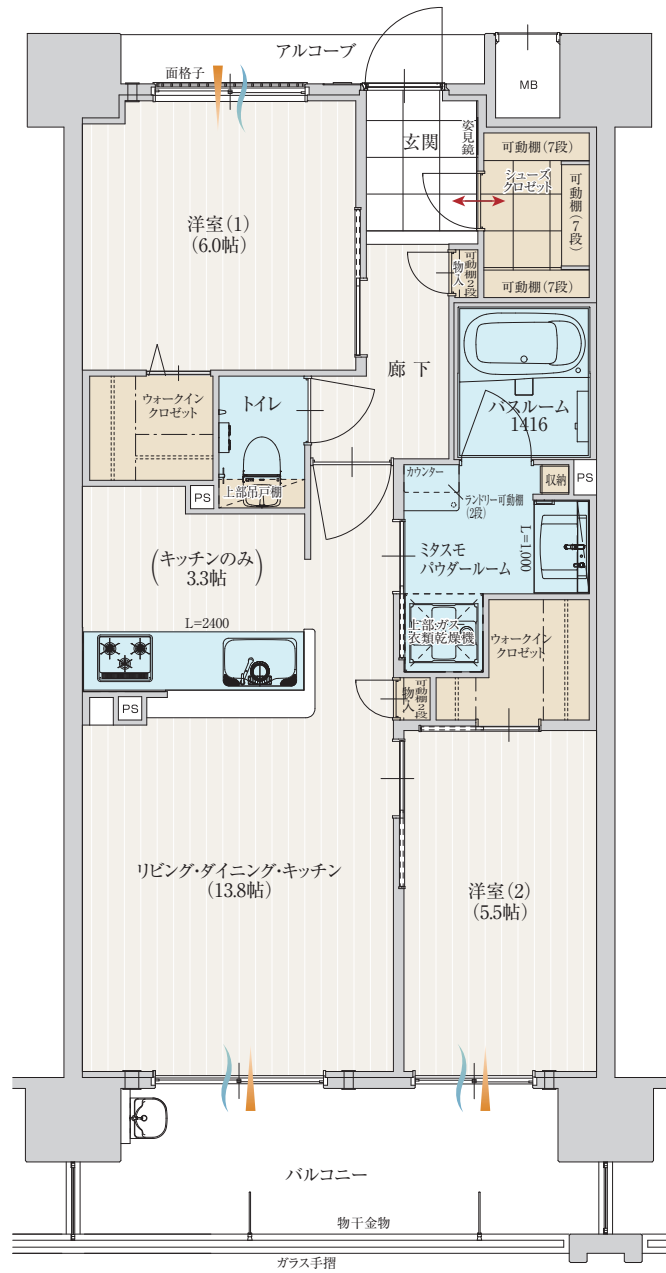 アルコーブ
面格子
MB
玄関
姿見鏡
可動棚(7段)
シューズ
クロゼット
可動棚(7段)
可動棚(7段)
洋室(1)
(6.0帖)
物入
可動棚2段
廊下
バスルーム
1416
ウォークイン
クロゼット
トイレ
上部吊戸棚
PS
カウンター
ランドリー可動棚
(2段)
収納
PS
(キッチンのみ)
3.3帖
ミタスモ
パウダールーム
L=1,000
L=2400
上部:ガス
衣類乾燥機
ウォークイン
クロゼット
PS
物入
可動棚2段
リビング・ダイニング・キッチン
(13.8帖)
洋室(2)
(5.5帖)
バルコニー
物干金物
ガラス手摺